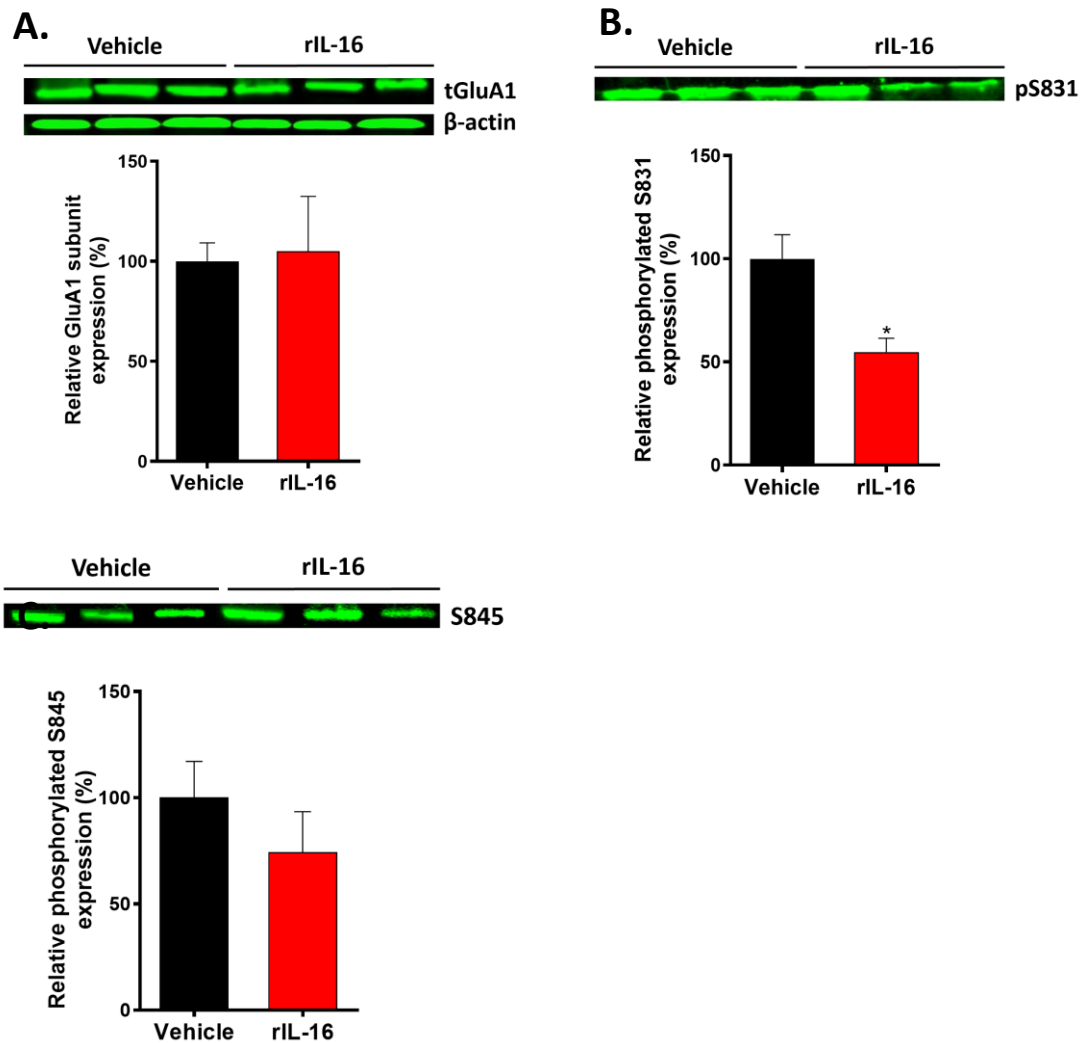 A.
Vehicle rIL-16
tGluA1
β-actin
150
100
50
0
Relative GluA1 subunit
expression (%)
Vehicle rIL-16
B.
Vehicle rIL-16
pS831
150
100
50
0
Relative phosphorylated S831
expression (%)
Vehicle rIL-16
C.
Vehicle rIL-16
S845
150
100
50
0
Relative phosphorylated S845
expression (%)
Vehicle rIL-16
*